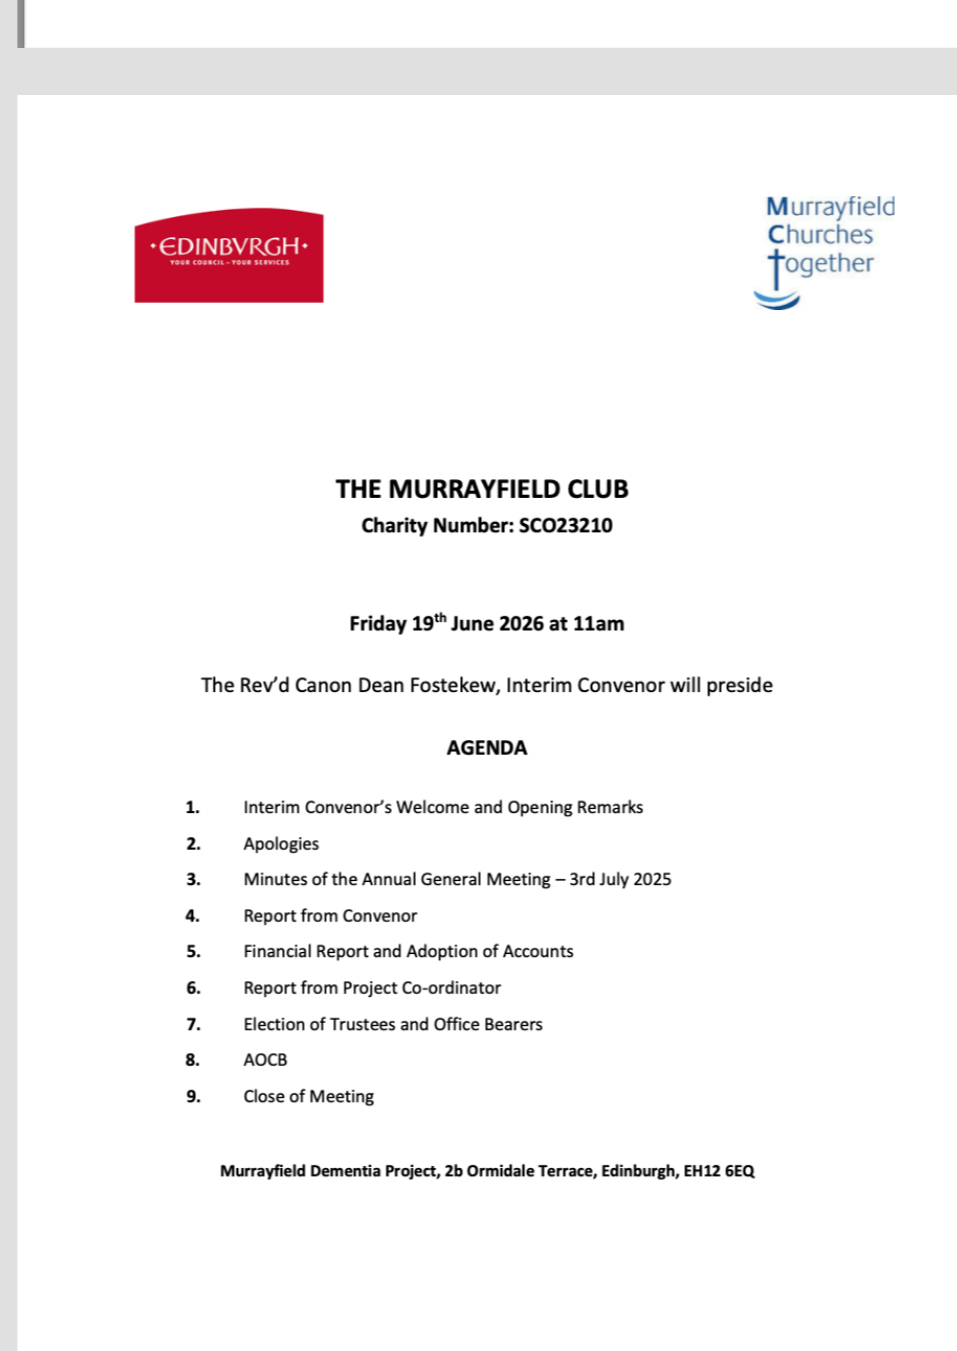 ·EDINBVRGH·
YOUR COUNCIL – YOUR SERVICES
Murrayfield
Churches
Together
THE MURRAYFIELD CLUB
Charity Number: SCO23210
Friday 19th June 2026 at 11am
The Rev’d Canon Dean Fostekew, Interim Convenor will preside
AGENDA
1. Interim Convenor’s Welcome and Opening Remarks
2. Apologies
3. Minutes of the Annual General Meeting – 3rd July 2025
4. Report from Convenor
5. Financial Report and Adoption of Accounts
6. Report from Project Co-ordinator
7. Election of Trustees and Office Bearers
8. AOCB
9. Close of Meeting
Murrayfield Dementia Project, 2b Ormidale Terrace, Edinburgh, EH12 6EQ